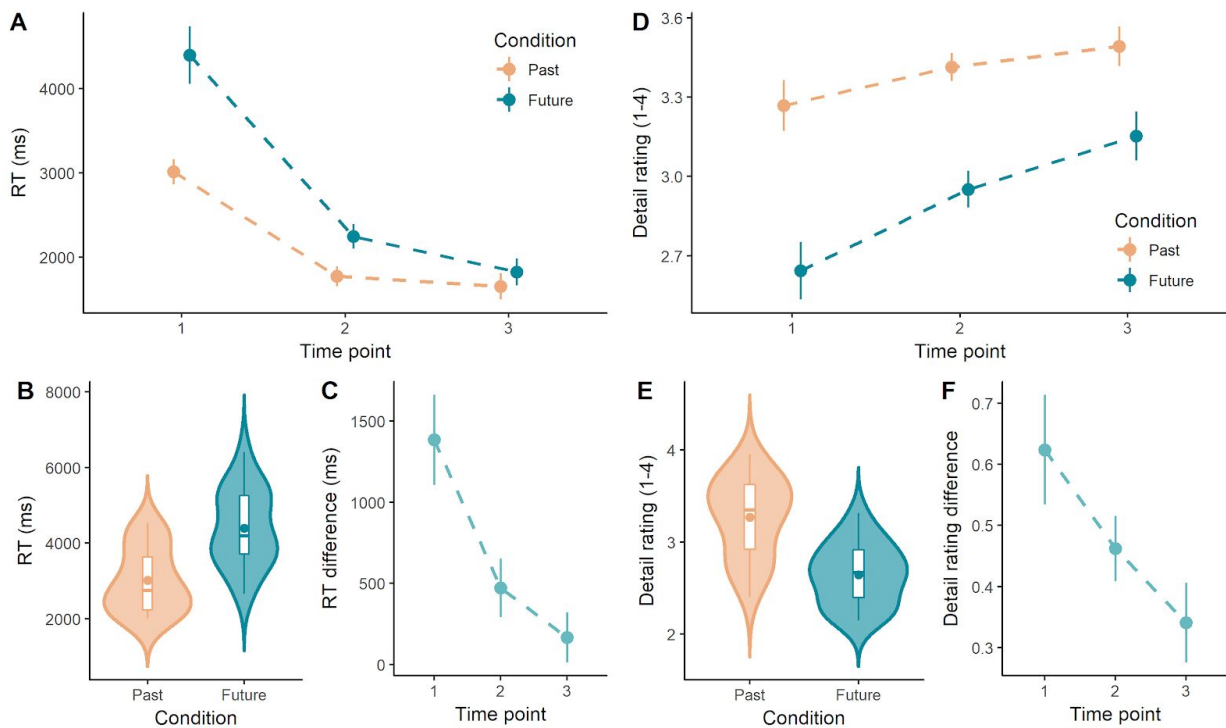 A
RT (ms)
4000
3000
2000
1
2
3
Time point
Condition
Past
Future
D
Detail rating (1-4)
3.6
3.3
3.0
2.7
1
2
3
Time point
Condition
Past
Future
B
RT (ms)
8000
6000
4000
2000
Past
Future
Condition
C
RT difference (ms)
1500
1000
500
0
1
2
3
Time point
E
Detail rating (1-4)
4
3
2
Past
Future
Condition
F
Detail rating difference
0.7
0.6
0.5
0.4
0.3
1
2
3
Time point